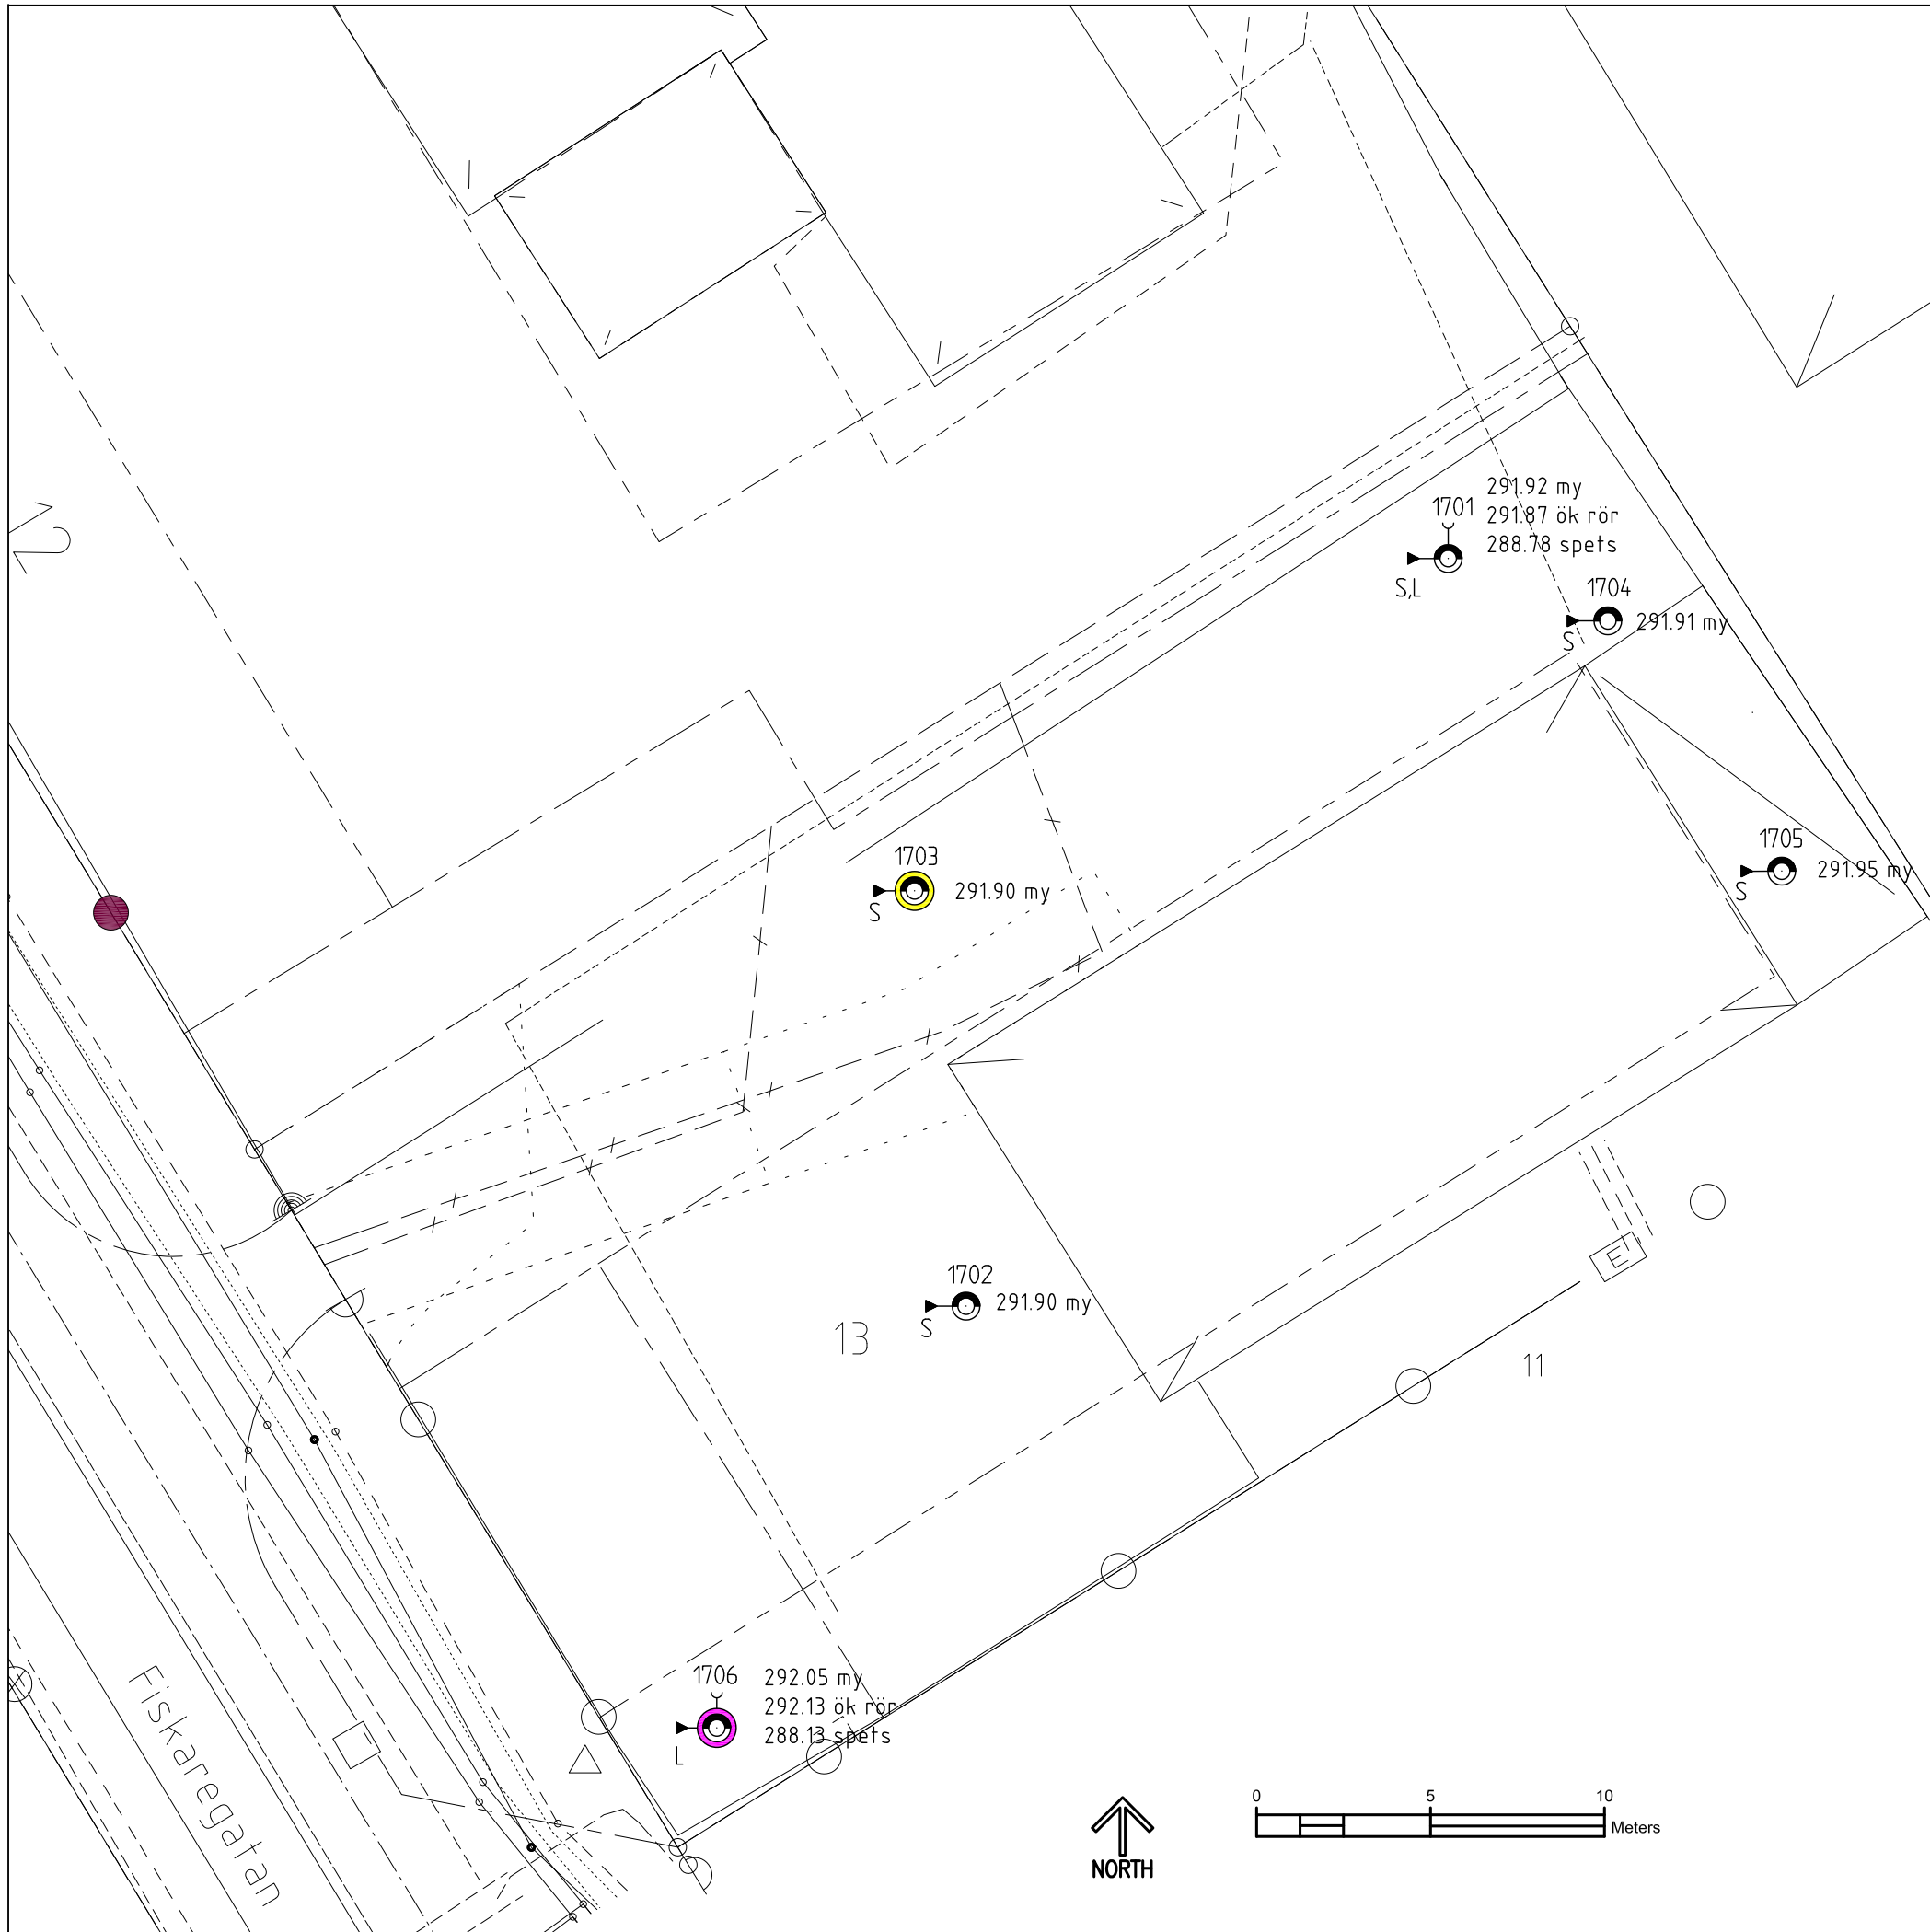 12
291.92 my
1701
291.87 ök rör
288.78 spets
S,L
1704
291.91 my
S
1705
291.95 my
S
1703
291.90 my
S
1702
291.90 my
S
13
E
11
1706
292.05 my
292.13 ök rör
288.13 spets
L
Fiskaregatan
NORTH
0 5 10
Meters